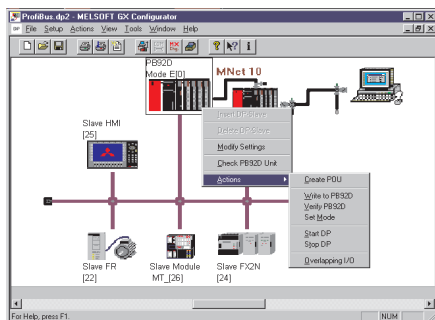 ProfiBus.dp2 - MELSOFT GX Configurator
DP File Setup Actions View Tools Window Help
PB92D
Mode E[0]
MNct 10
Insert DP Slave
Delete DP Slave
Modify Settings
Check PB92D Unit
Actions
Create POU
Write to PB92D
Verify PB92D
Set Mode
Start DP
Stop DP
Overlapping I/O
Slave HMI
[25]
Slave FR
[22]
Slave Module
MT_[26]
Slave FX2N
[24]
For Help, press F1.
NUM